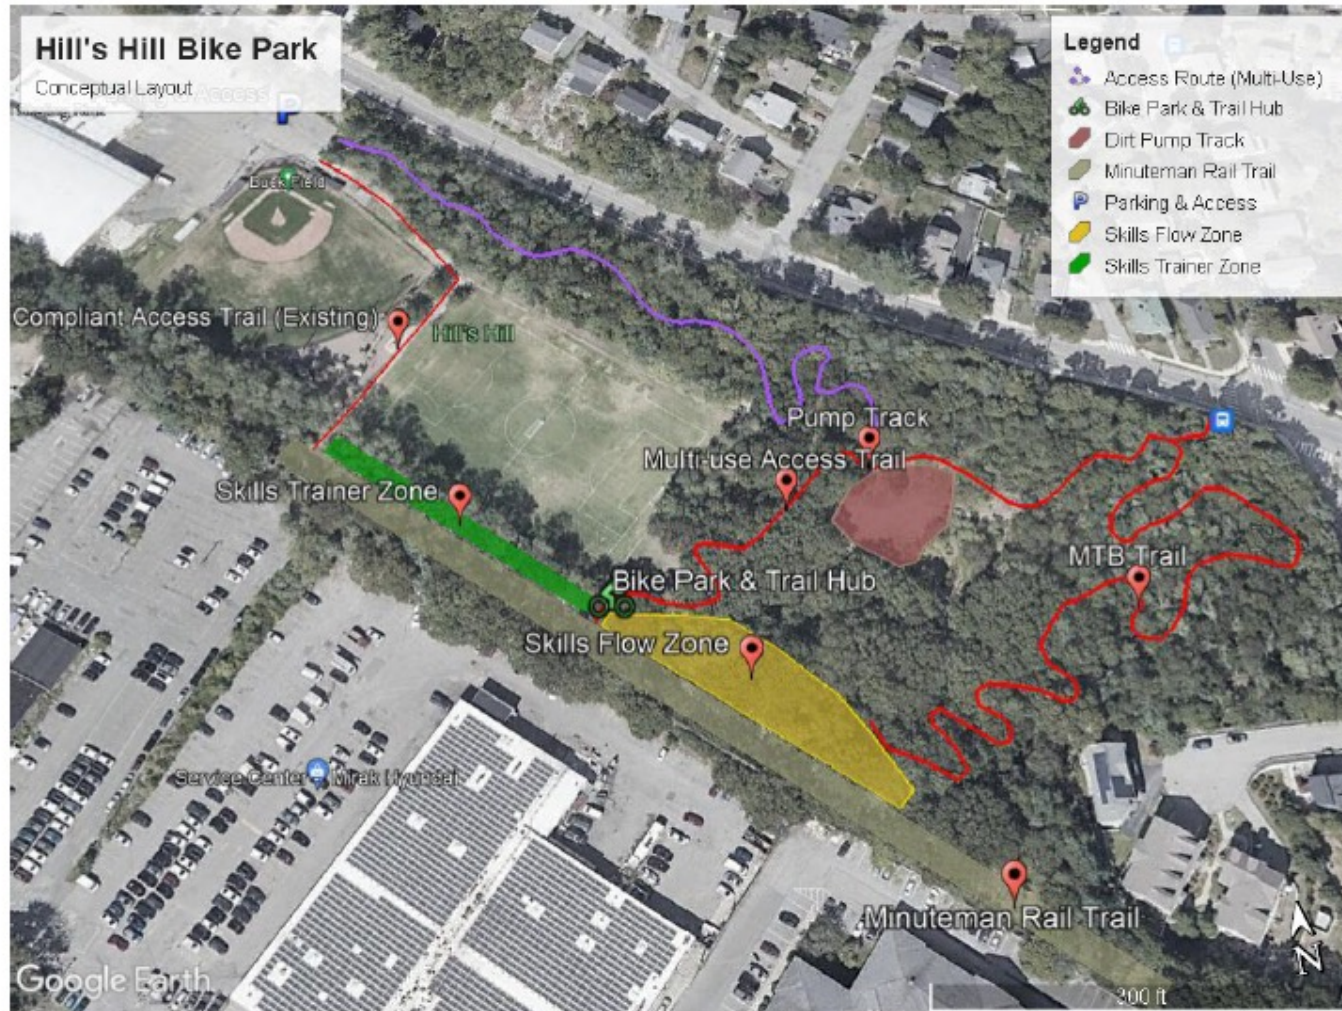 Hill's Hill Bike Park
Conceptual Layout
Legend
Access Route (Multi-Use)
Bike Park & Trail Hub
Dirt Pump Track
Minuteman Rail Trail
P Parking & Access
Skills Flow Zone
Skills Trainer Zone
P
Buck Field
Compliant Access Trail (Existing)
Hill's Hill
Pump Track
Multi-use Access Trail
Skills Trainer Zone
MTB Trail
Bike Park & Trail Hub
Skills Flow Zone
Service Center - Mirak Hyundai
Minuteman Rail Trail
N
Google Earth
300 ft